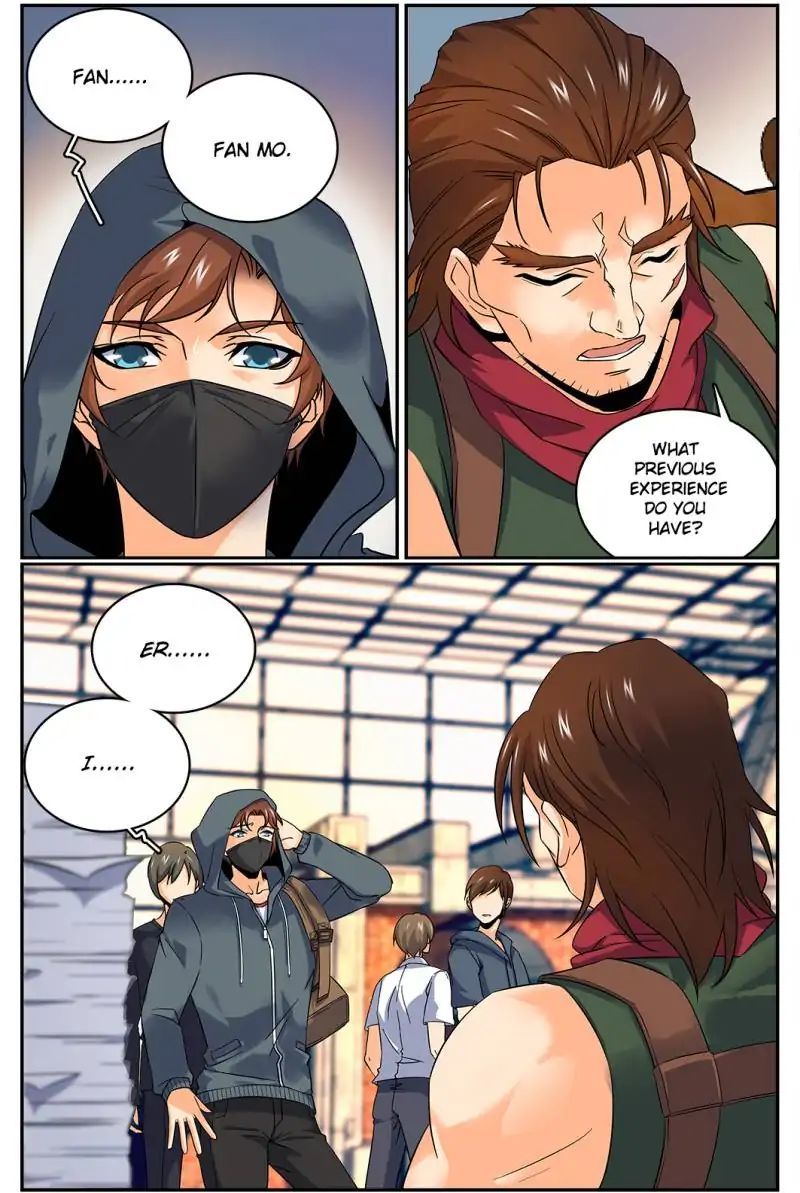 FAN......
FAN MO.
WHAT
PREVIOUS
EXPERIENCE
DO YOU
HAVE?
ER......
I......